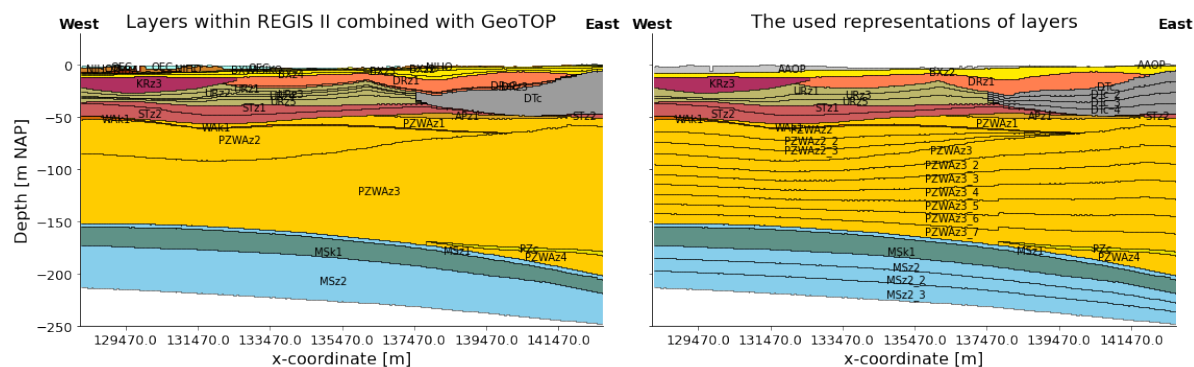 West
Layers within REGIS II combined with GeoTOP
East
Depth [m NAP]
0
−50
−100
−150
−200
−250
KRz3
URz1
DRz1
DTc
URz5
STz1
STz2
APz1
STz2
WAk1
WAk1
PZWAz1
PZWAz2
PZWAz3
MSz1
PZc
PZWAz4
MSk1
MSz2
129470.0 131470.0 133470.0 135470.0 137470.0 139470.0 141470.0
x-coordinate [m]
West
The used representations of layers
East
AAOP
AAOP
BXz2
KRz3
DRz1
URz1
URz3
URz5
DTc
DTc_4
STz1
STz2
APz1
STz2
WAk1
PZWAz1
PZWAz2
PZWAz2_2
PZWAz2_3
PZWAz3
PZWAz3_2
PZWAz3_3
PZWAz3_4
PZWAz3_5
PZWAz3_6
PZWAz3_7
MSz1
PZc
PZWAz4
MSk1
MSz2
MSz2_2
MSz2_3
129470.0 131470.0 133470.0 135470.0 137470.0 139470.0 141470.0
x-coordinate [m]